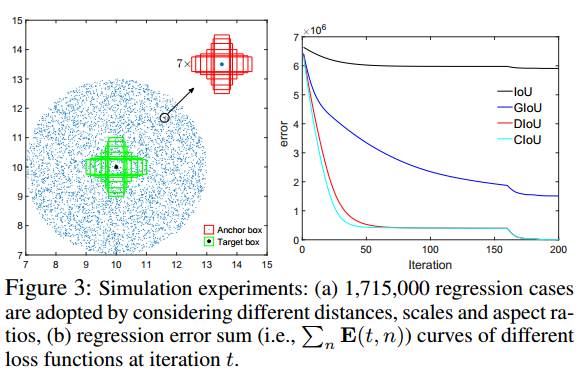 15
14
13
12
11
10
9
8
7
7 8 9 10 11 12 13 14 15
7×
Anchor box
Target box
×10⁶
7
6
5
4
3
2
1
0
0 50 100 150 200
error
Iteration
IoU
GIoU
DIoU
CIoU
Figure 3: Simulation experiments: (a) 1,715,000 regression cases
are adopted by considering different distances, scales and aspect ra-
tios, (b) regression error sum (i.e., ∑ₙ E(t, n)) curves of different
loss functions at iteration t.